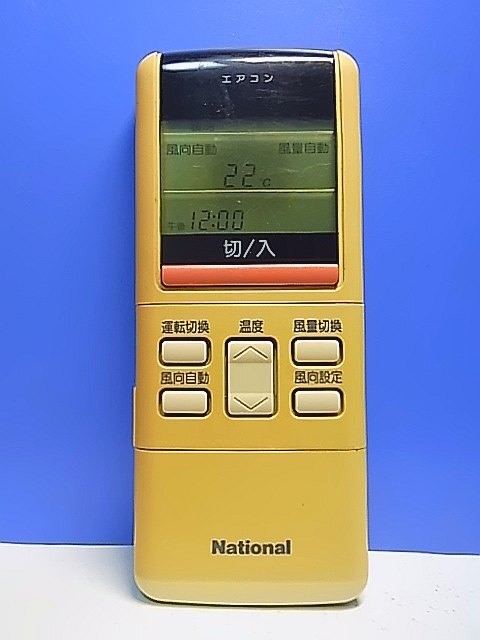 エアコン
風向自動 風量自動
22℃
午後 12:00
切/入
運転切換 温度 風量切換
風向自動 風向設定
National